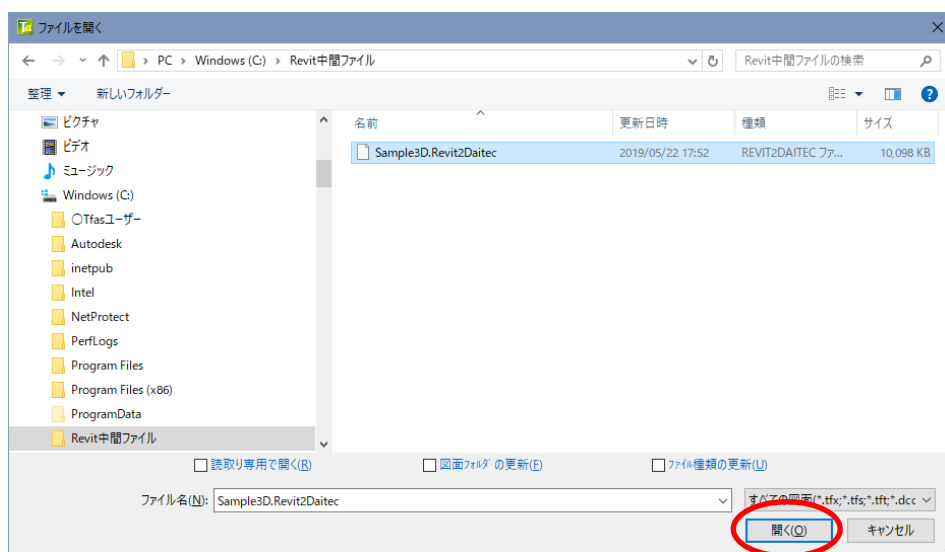 Ta ファイルを開く
PC › Windows (C:) › Revit中間ファイル
Revit中間ファイルの検索
整理 新しいフォルダー
名前 更新日時 種類 サイズ
Sample3D.Revit2Daitec 2019/05/22 17:52 REVIT2DAITEC ファ... 10,098 KB
ピクチャ
ビデオ
ミュージック
Windows (C:)
〇Tfasユーザー
Autodesk
inetpub
Intel
NetProtect
PerfLogs
Program Files
Program Files (x86)
ProgramData
Revit中間ファイル
読取り専用で開く(R) 図面フォルダの更新(F) ファイル種類の更新(U)
ファイル名(N): Sample3D.Revit2Daitec すべての図面(*.tfx;*.tfs;*.tft;*.dcc
開く(O) キャンセル